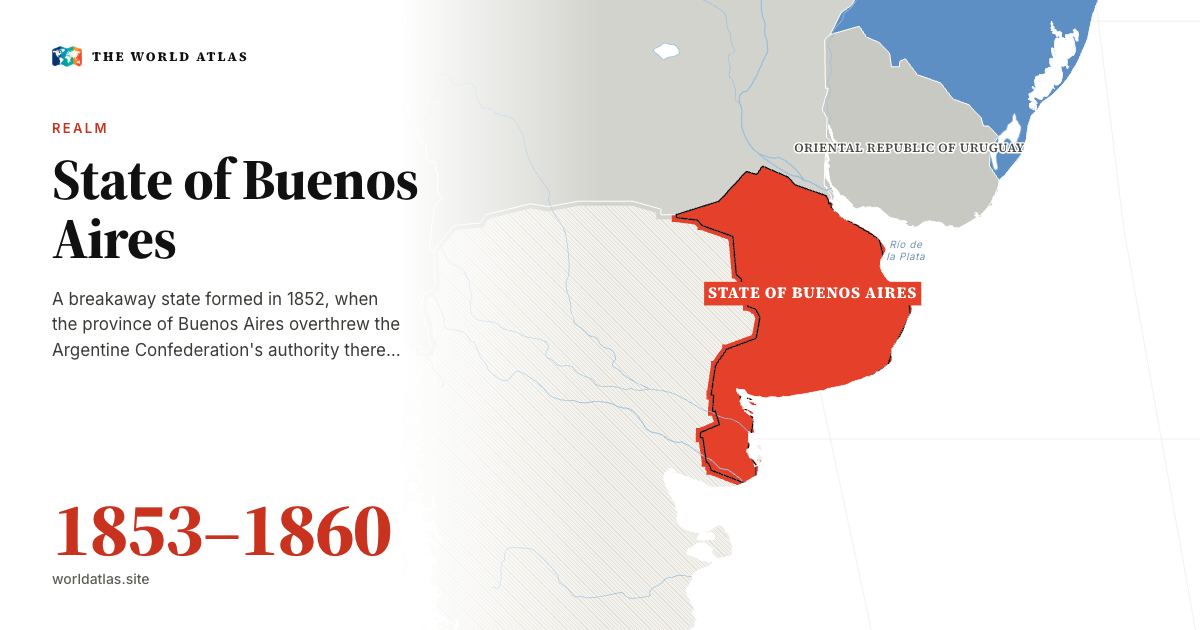 THE WORLD ATLAS
REALM
State of Buenos
Aires
A breakaway state formed in 1852, when
the province of Buenos Aires overthrew the
Argentine Confederation's authority there...
1853–1860
worldatlas.site
ORIENTAL REPUBLIC OF URUGUAY
Río de
la Plata
STATE OF BUENOS AIRES